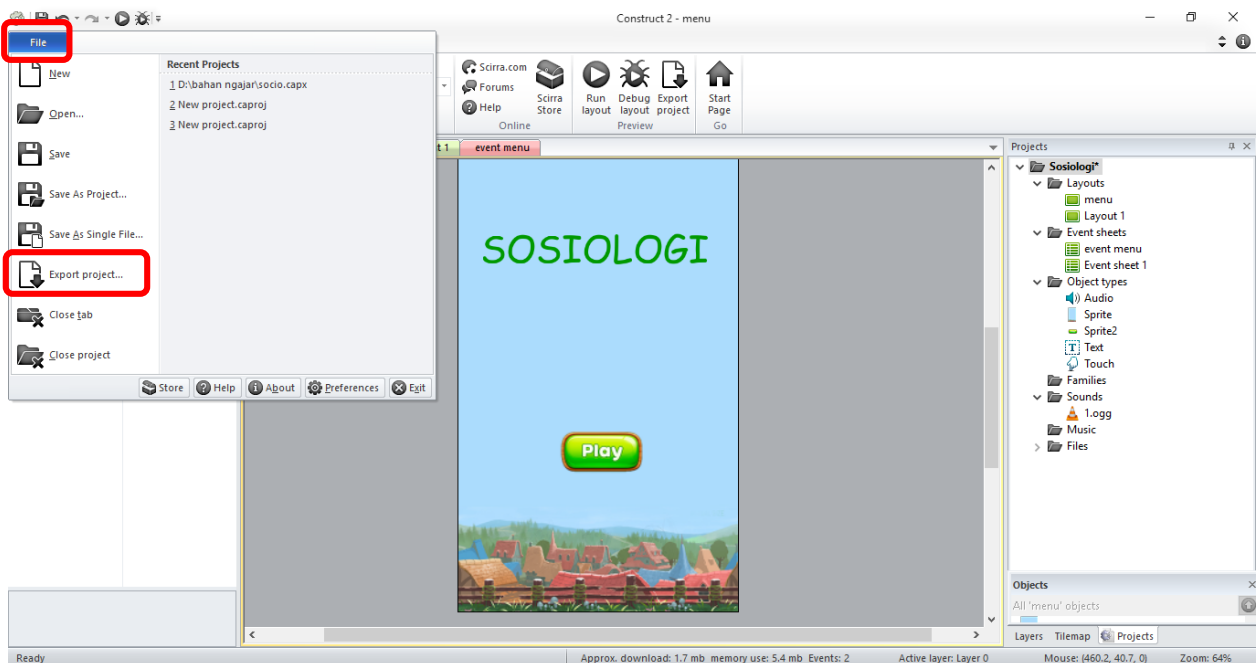 Construct 2 - menu
File
New
Open...
Save
Save As Project...
Save As Single File...
Export project...
Close tab
Close project
Recent Projects
1 D:\bahan ngajar\socio.capx
2 New project.caproj
3 New project.caproj
Store Help About Preferences Exit
Scirra.com
Forums
Help
Scirra Store
Online
Run layout
Debug layout
Export project
Preview
Start Page
Go
t 1
event menu
SOSIOLOGI
Play
Projects
Sosiologi*
Layouts
menu
Layout 1
Event sheets
event menu
Event sheet 1
Object types
Audio
Sprite
Sprite2
T Text
Touch
Families
Sounds
1.ogg
Music
Files
Objects
All 'menu' objects
Layers Tilemap Projects
Ready
Approx. download: 1.7 mb memory use: 5.4 mb Events: 2 Active layer: Layer 0 Mouse: (460.2, 40.7, 0) Zoom: 64%